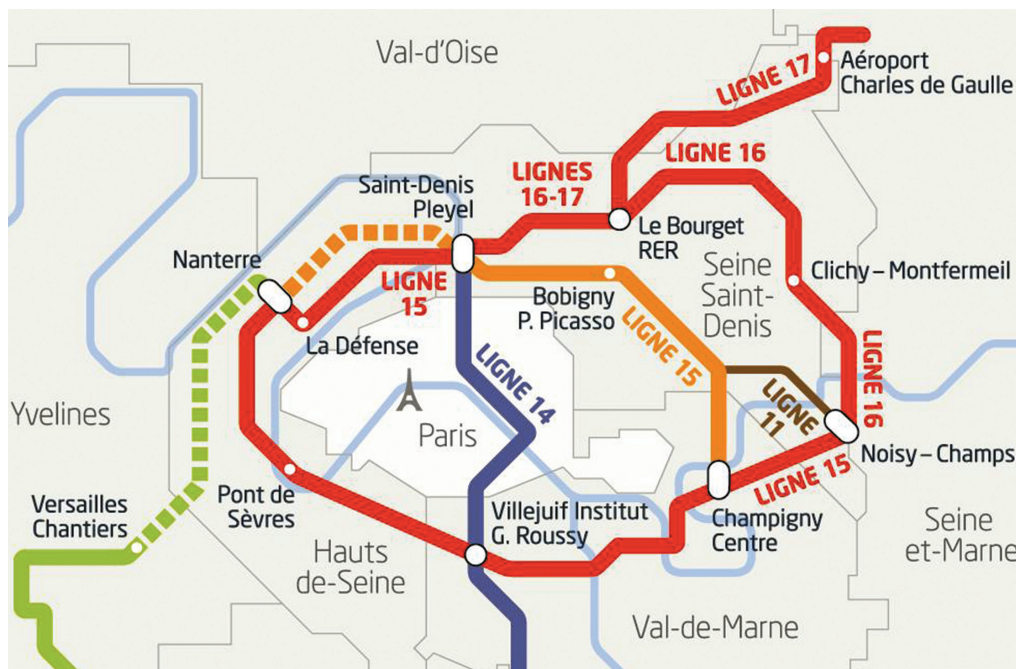 Val-d'Oise
Aéroport
Charles de Gaulle
LIGNE 17
LIGNES
16-17
LIGNE 16
Saint-Denis
Pleyel
Le Bourget
RER
Nanterre
Seine
Saint-
Denis
Clichy – Montfermeil
LIGNE
15
Bobigny
P. Picasso
La Défense
LIGNE 15
LIGNE 14
LIGNE
11
LIGNE 16
Yvelines
Paris
Noisy – Champs
LIGNE 15
Versailles
Chantiers
Pont de
Sèvres
Villejuif Institut
G. Roussy
Champigny
Centre
Seine
et-Marne
Hauts
de-Seine
Val-de-Marne